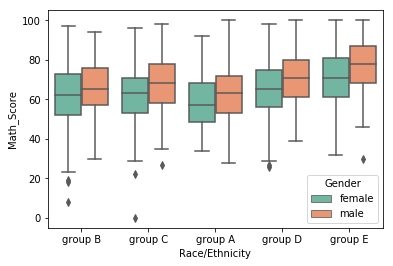 100
80
60
40
20
0
Math_Score
group B
group C
group A
group D
group E
Race/Ethnicity
Gender
female
male